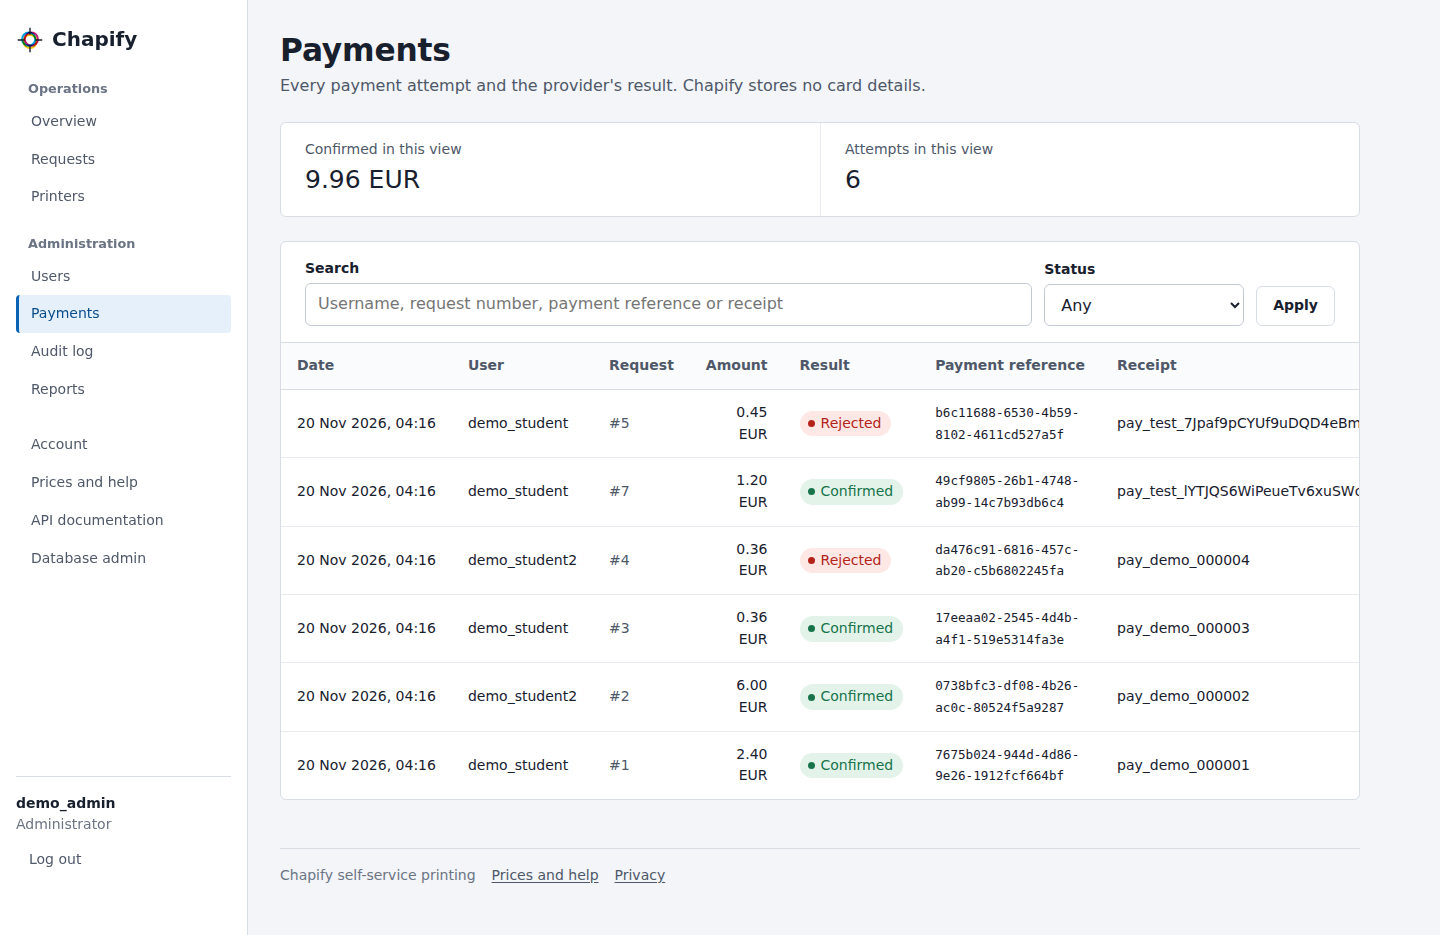 Chapify
Operations
Overview
Requests
Printers
Administration
Users
Payments
Audit log
Reports
Account
Prices and help
API documentation
Database admin
demo_admin
Administrator
Log out
Payments
Every payment attempt and the provider's result. Chapify stores no card details.
Confirmed in this view
9.96 EUR
Attempts in this view
6
Search
Username, request number, payment reference or receipt
Status
Any
Apply
Date User Request Amount Result Payment reference Receipt
20 Nov 2026, 04:16 demo_student #5 0.45 EUR Rejected b6c11688-6530-4b59-8102-4611cd527a5f pay_test_7Jpaf9pCYUf9uDQD4eBm
20 Nov 2026, 04:16 demo_student #7 1.20 EUR Confirmed 49cf9805-26b1-4748-ab99-14c7b93db6c4 pay_test_lYTJQS6WiPeueTv6xuSW
20 Nov 2026, 04:16 demo_student2 #4 0.36 EUR Rejected da476c91-6816-457c-ab20-c5b6802245fa pay_demo_000004
20 Nov 2026, 04:16 demo_student #3 0.36 EUR Confirmed 17eeaa02-2545-4d4b-a4f1-519e5314fa3e pay_demo_000003
20 Nov 2026, 04:16 demo_student2 #2 6.00 EUR Confirmed 0738bfc3-df08-4b26-ac0c-80524f5a9287 pay_demo_000002
20 Nov 2026, 04:16 demo_student #1 2.40 EUR Confirmed 7675b024-944d-4d86-9e26-1912fcf664bf pay_demo_000001
Chapify self-service printing Prices and help Privacy